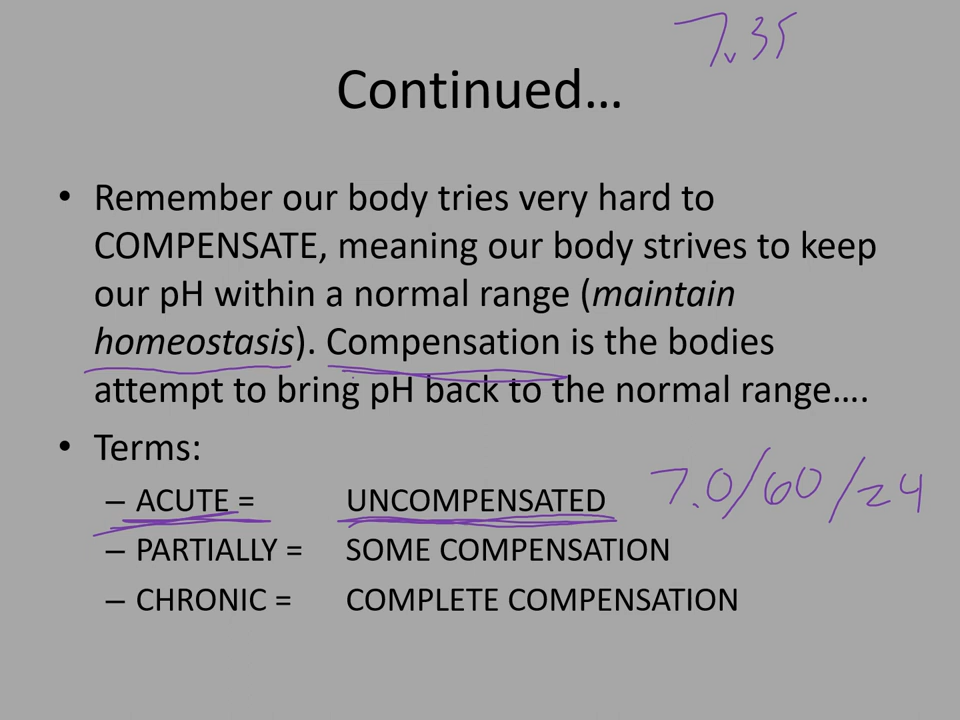 7.35
Continued…
• Remember our body tries very hard to
COMPENSATE, meaning our body strives to keep
our pH within a normal range (maintain
homeostasis). Compensation is the bodies
attempt to bring pH back to the normal range….
• Terms:
– ACUTE = UNCOMPENSATED 7.0/60/24
– PARTIALLY = SOME COMPENSATION
– CHRONIC = COMPLETE COMPENSATION